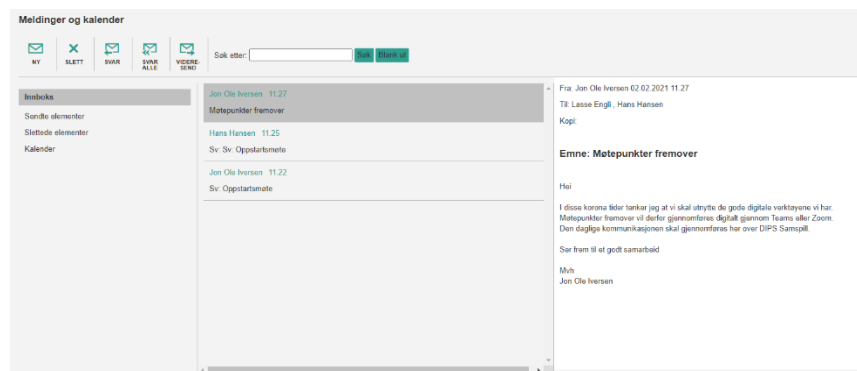 Meldinger og kalender
NY
SLETT
SVAR
SVAR
ALLE
VIDERE-
SEND
Søk etter:
Søk
Blank ut
Innboks
Sendte elementer
Slettede elementer
Kalender
Jon Ole Iversen 11.27
Møtepunkter fremover
Hans Hansen 11.25
Sv: Sv: Oppstartsmøte
Jon Ole Iversen 11.22
Sv: Oppstartsmøte
Fra: Jon Ole Iversen 02.02.2021 11.27
Til: Lasse Engli , Hans Hansen
Kopi:
Emne: Møtepunkter fremover
Hei
I disse korona tider tenker jeg at vi skal utnytte de gode digitale verktøyene vi har.
Møtepunkter fremover vil derfor gjennomføres digitalt gjennom Teams eller Zoom.
Den daglige kommunikasjonen skal gjennomføres her over DIPS Samspill.
Ser frem til et godt samarbeid
Mvh
Jon Ole Iversen